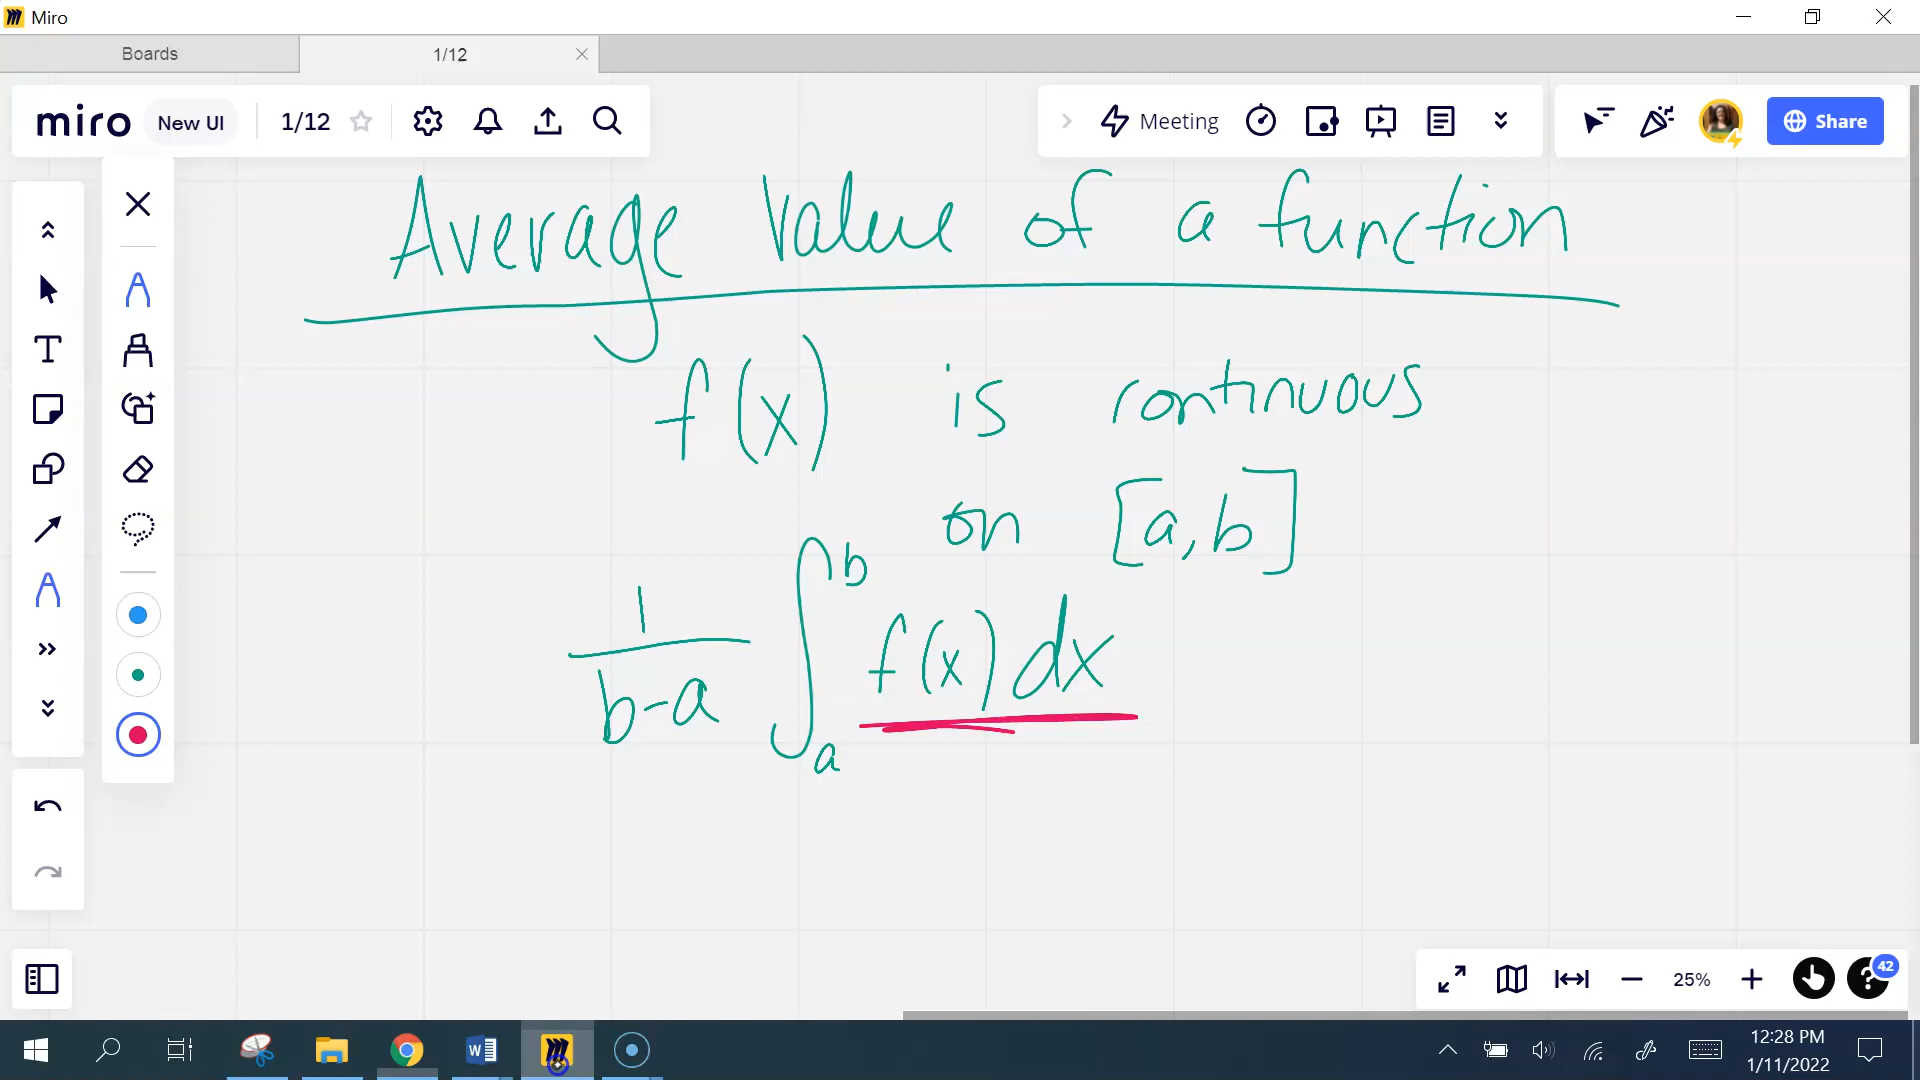 Miro
Boards
1/12
miro
New UI
1/12
Meeting
Share
Average Value of a function
f(x) is continuous
on [a,b]
1
b-a
∫
b
a
f(x)dx
25%
42
12:28 PM
1/11/2022